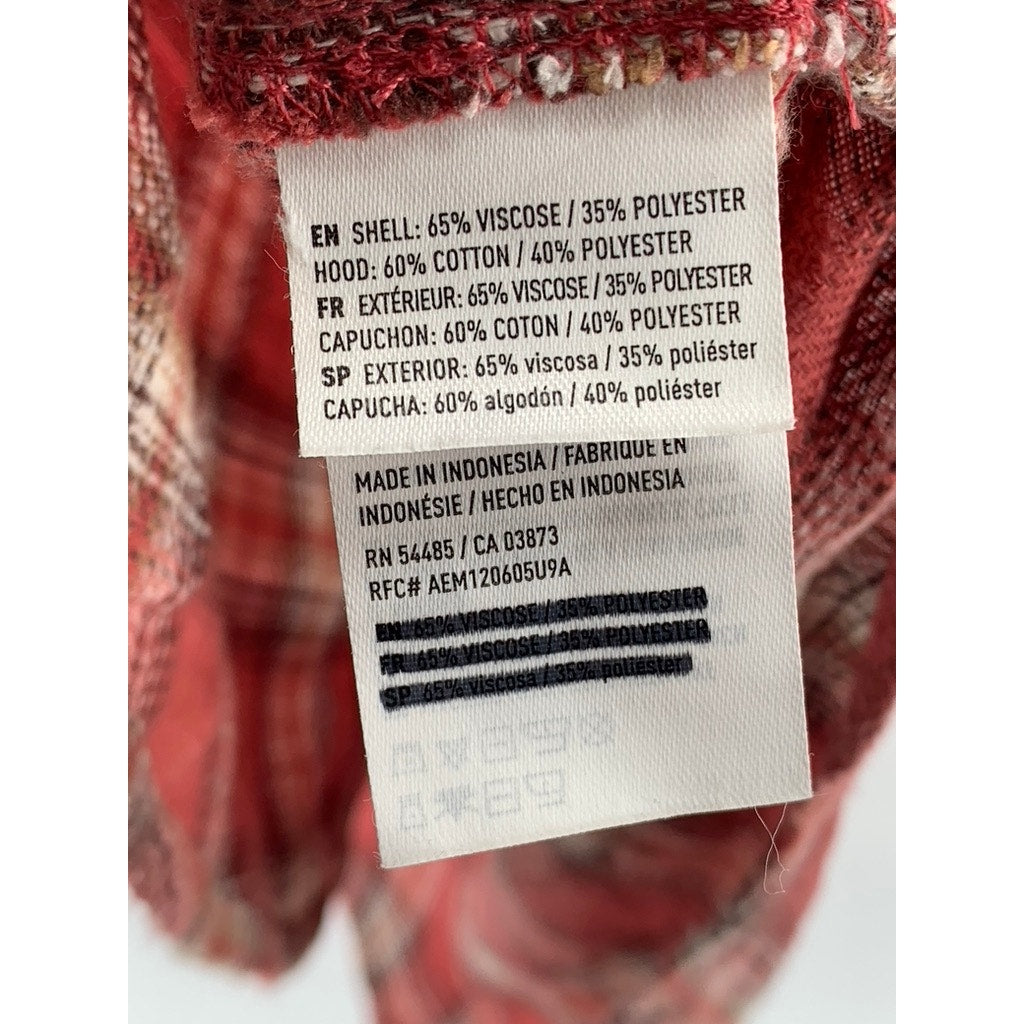 EN SHELL: 65% VISCOSE / 35% POLYESTER
HOOD: 60% COTTON / 40% POLYESTER
FR EXTÉRIEUR: 65% VISCOSE / 35% POLYESTER
CAPUCHON: 60% COTON / 40% POLYESTER
SP EXTERIOR: 65% viscosa / 35% poliéster
CAPUCHA: 60% algodón / 40% poliéster
MADE IN INDONESIA / FABRIQUÉ EN
INDONÉSIE / HECHO EN INDONESIA
RN 54485 / CA 03873
RFC# AEM120605U9A
EN 65% VISCOSE / 35% POLYESTER
FR 65% VISCOSE / 35% POLYESTER
SP 65% viscosa / 35% poliéster